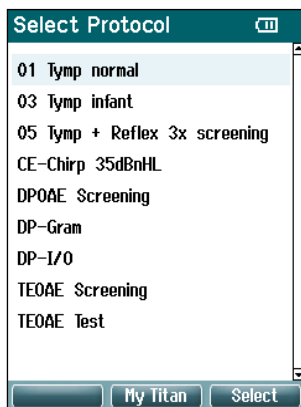 Select Protocol
01 Tymp normal
03 Tymp infant
05 Tymp + Reflex 3x screening
CE-Chirp 35dBnHL
DPOAE Screening
DP-Gram
DP-I/O
TEOAE Screening
TEOAE Test
My Titan Select